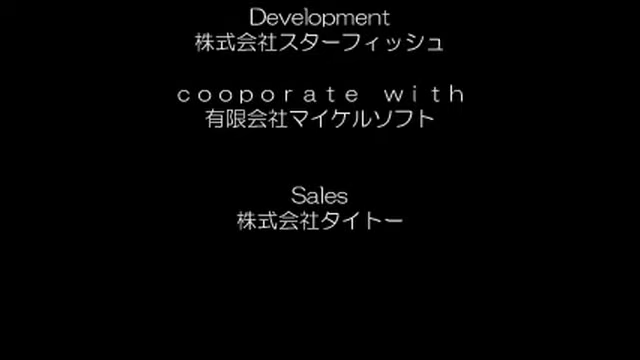 Development
株式会社スターフィッシュ
cooporate with
有限会社マイケルソフト
Sales
株式会社タイトー